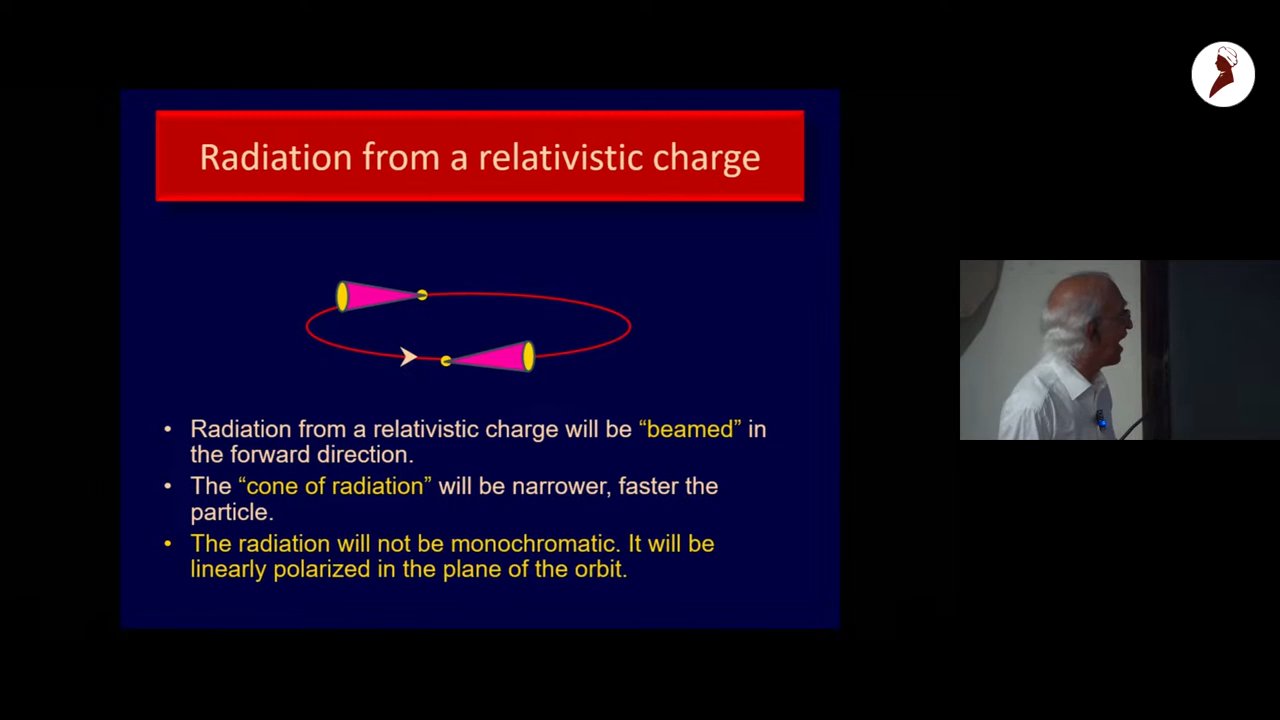 Radiation from a relativistic charge
• Radiation from a relativistic charge will be “beamed” in
the forward direction.
• The “cone of radiation” will be narrower, faster the
particle.
• The radiation will not be monochromatic. It will be
linearly polarized in the plane of the orbit.